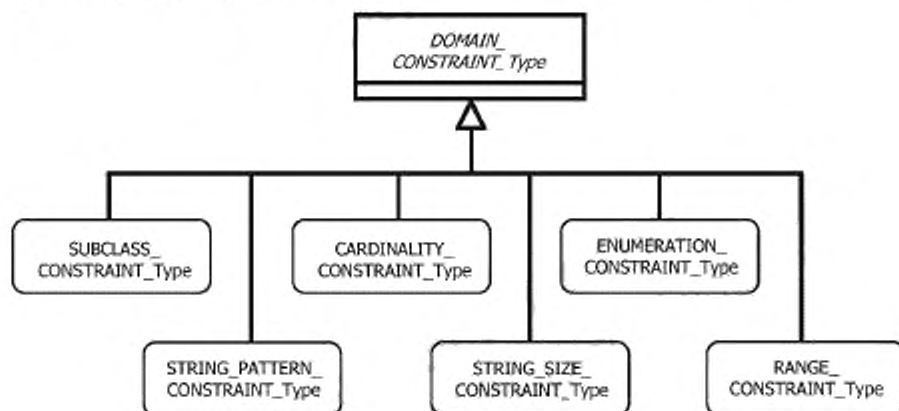 DOMAIN_
CONSTRAINT_Type
SUBCLASS_
CONSTRAINT_Type
CARDINALITY_
CONSTRAINT_Type
ENUMERATION_
CONSTRAINT_Type
STRING_PATTERN_
CONSTRAINT_Type
STRING_SIZE_
CONSTRAINT_Type
RANGE_
CONSTRAINT_Type